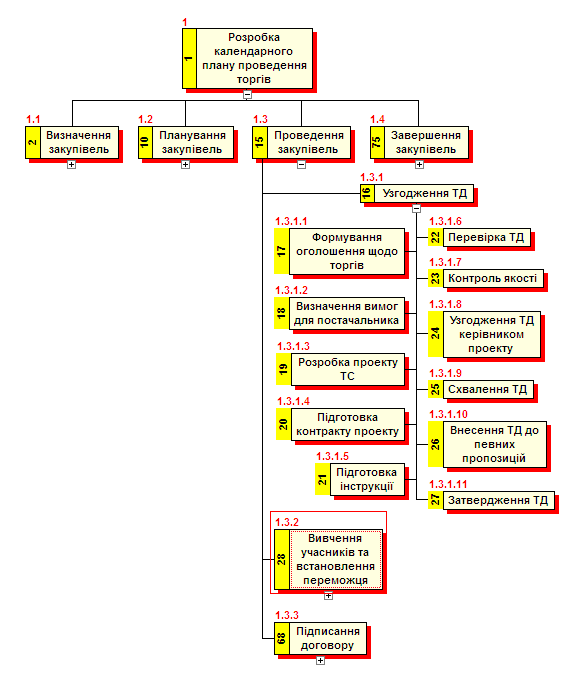 1
1
Розробка
календарного
плану проведення
торгів
1.1
2
Визначення
закупівель
1.2
10
Планування
закупівель
1.3
15
Проведення
закупівель
1.4
75
Завершення
закупівель
1.3.1
16
Узгодження ТД
1.3.1.1
17
Формування
оголошення щодо
торгів
1.3.1.2
18
Визначення вимог
для постачальника
1.3.1.3
19
Розробка проекту
ТС
1.3.1.4
20
Підготовка
контракту проекту
1.3.1.5
21
Підготовка
інструкції
1.3.1.6
22
Перевірка ТД
1.3.1.7
23
Контроль якості
1.3.1.8
24
Узгодження ТД
керівником
проекту
1.3.1.9
25
Схвалення ТД
1.3.1.10
26
Внесення ТД до
певних
пропозицій
1.3.1.11
27
Затвердження ТД
1.3.2
28
Вивчення
учасників та
встановлення
переможця
1.3.3
68
Підписання
договору